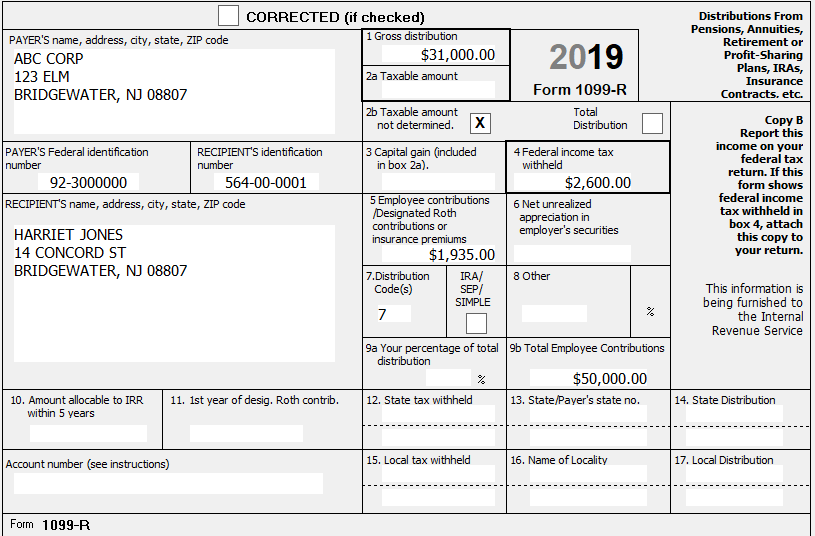 CORRECTED (if checked)
PAYER'S name, address, city, state, ZIP code
ABC CORP
123 ELM
BRIDGEWATER, NJ 08807
1 Gross distribution
$31,000.00
2a Taxable amount
2019
Form 1099-R
Distributions From
Pensions, Annuities,
Retirement or
Profit-Sharing
Plans, IRAs,
Insurance
Contracts. etc.
2b Taxable amount
not determined.
X
Total
Distribution
Copy B
Report this
income on your
federal tax
return. If this
form shows
federal income
tax withheld in
box 4, attach
this copy to
your return.
This information is
being furnished to
the Internal
Revenue Service
PAYER'S Federal identification
number
92-3000000
RECIPIENT'S identification
number
564-00-0001
3 Capital gain (included
in box 2a).
4 Federal income tax
withheld
$2,600.00
RECIPIENT'S name, address, city, state, ZIP code
HARRIET JONES
14 CONCORD ST
BRIDGEWATER, NJ 08807
5 Employee contributions
/Designated Roth
contributions or
insurance premiums
$1,935.00
6 Net unrealized
appreciation in
employer's securities
7.Distribution
Code(s)
7
IRA/
SEP/
SIMPLE
8 Other
%
9a Your percentage of total
distribution
%
9b Total Employee Contributions
$50,000.00
10. Amount allocable to IRR
within 5 years
11. 1st year of desig. Roth contrib.
12. State tax withheld
13. State/Payer's state no.
14. State Distribution
Account number (see instructions)
15. Local tax withheld
16. Name of Locality
17. Local Distribution
Form 1099-R